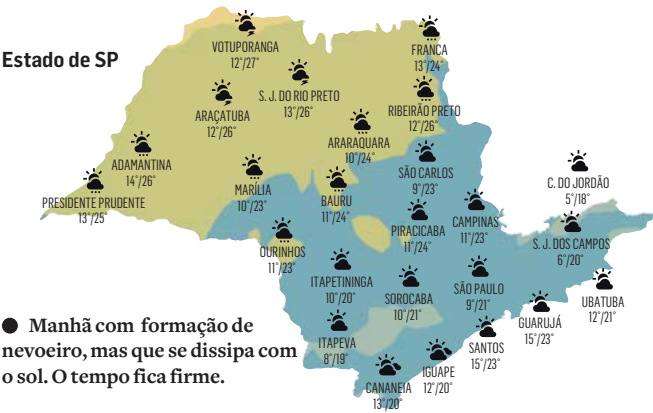 Estado de SP
VOTUPORANGA
12°/27°
FRANCA
13°/24°
S. J. DO RIO PRETO
13°/26°
ARAÇATUBA
12°/26°
RIBEIRÃO PRETO
12°/26°
ARARAQUARA
10°/24°
ADAMANTINA
14°/26°
SÃO CARLOS
9°/23°
C. DO JORDÃO
5°/18°
PRESIDENTE PRUDENTE
13°/25°
MARÍLIA
10°/23°
BAURU
11°/24°
PIRACICABA
11°/24°
CAMPINAS
11°/23°
S. J. DOS CAMPOS
6°/20°
OURINHOS
11°/23°
ITAPETININGA
10°/20°
SOROCABA
10°/21°
SÃO PAULO
9°/21°
UBATUBA
12°/21°
GUARUJÁ
15°/23°
SANTOS
15°/23°
ITAPEVA
8°/19°
IGUAPE
12°/20°
CANANEIA
13°/20°
● Manhã com formação de
nevoeiro, mas que se dissipa com
o sol. O tempo fica firme.